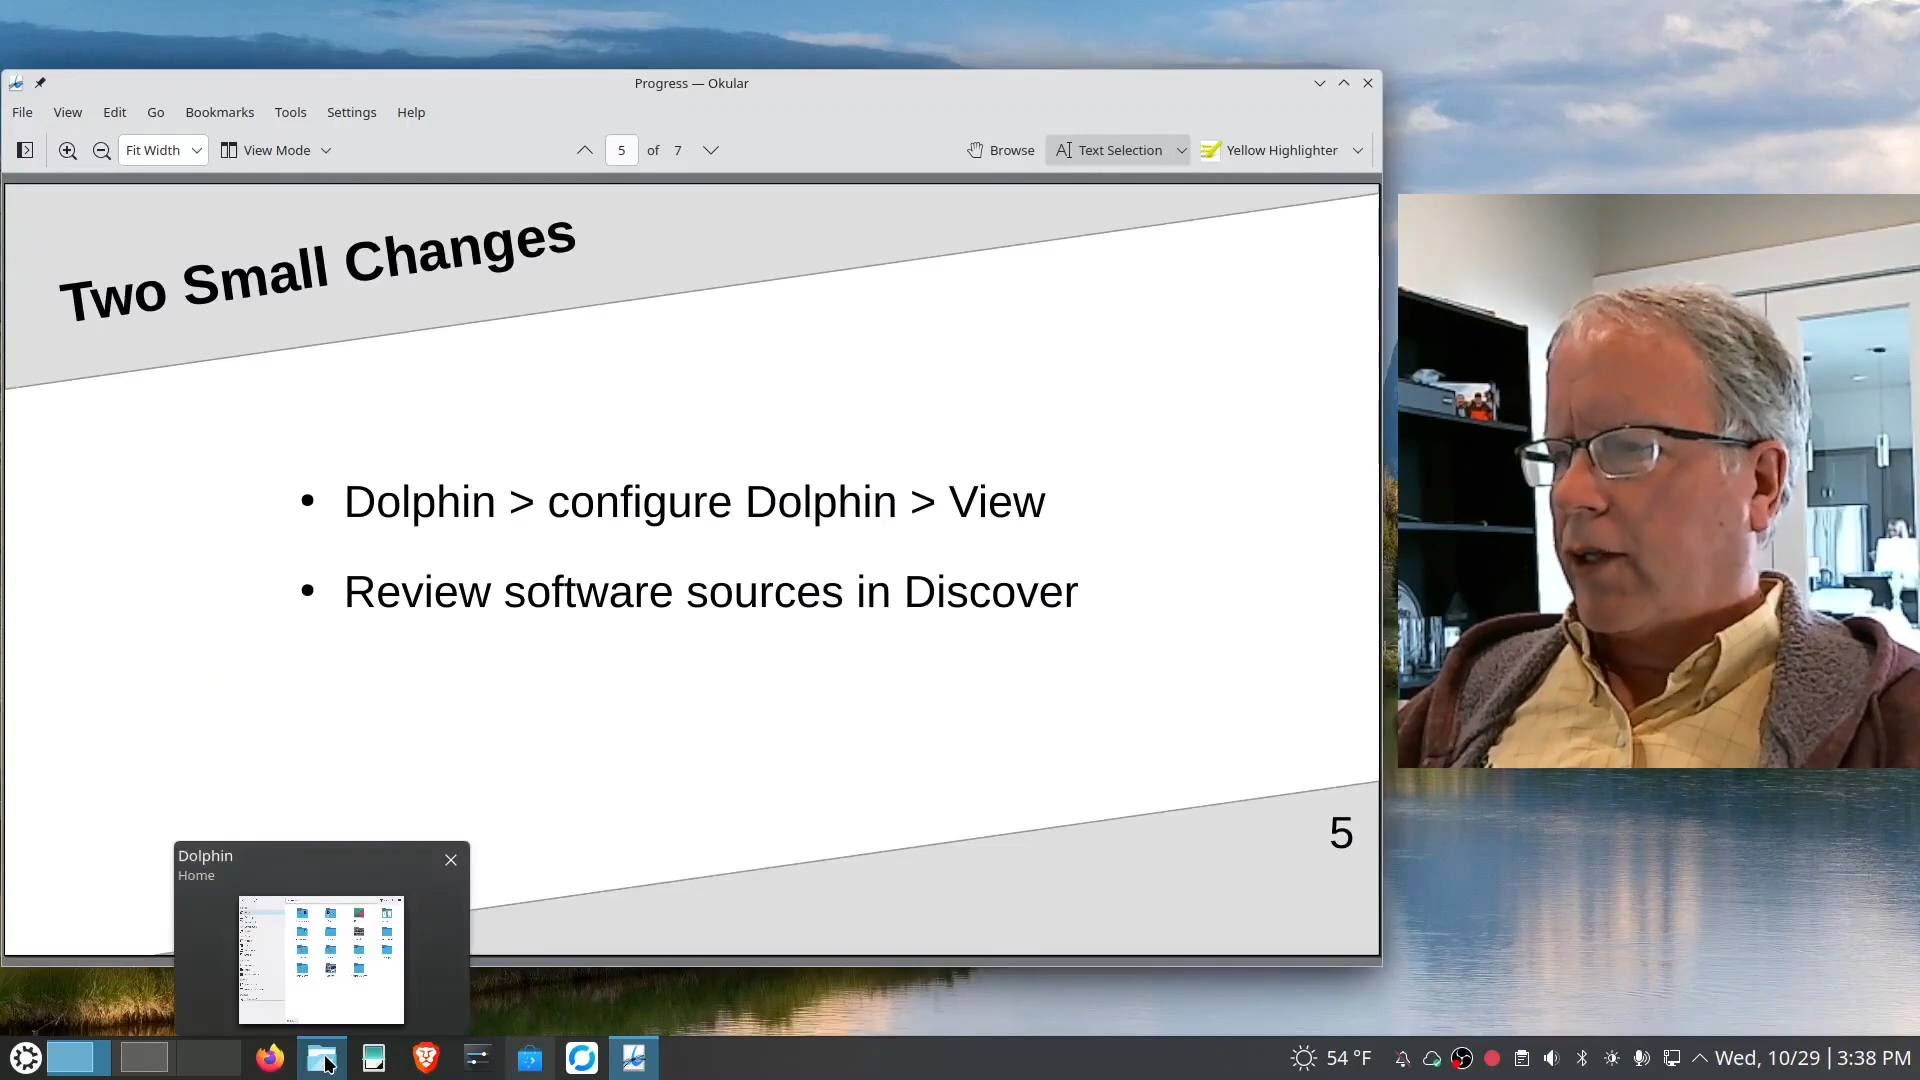 Progress — Okular
File View Edit Go Bookmarks Tools Settings Help
Fit Width View Mode 5 of 7 Browse Text Selection Yellow Highlighter
Two Small Changes
• Dolphin > configure Dolphin > View
• Review software sources in Discover
5
Dolphin
Home
54 °F Wed, 10/29 3:38 PM